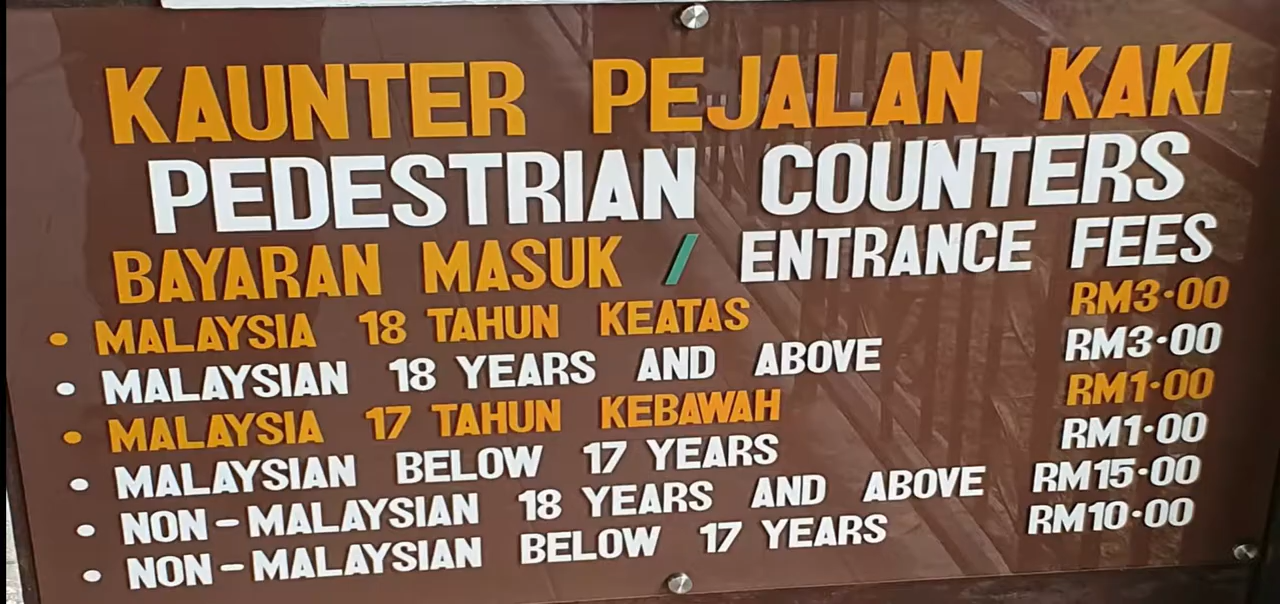 KAUNTER PEJALAN KAKI
PEDESTRIAN COUNTERS
BAYARAN MASUK / ENTRANCE FEES
• MALAYSIA 18 TAHUN KEATAS RM3·00
• MALAYSIAN 18 YEARS AND ABOVE RM3·00
• MALAYSIA 17 TAHUN KEBAWAH RM1·00
• MALAYSIAN BELOW 17 YEARS RM1·00
• NON-MALAYSIAN 18 YEARS AND ABOVE RM15·00
• NON-MALAYSIAN BELOW 17 YEARS RM10·00